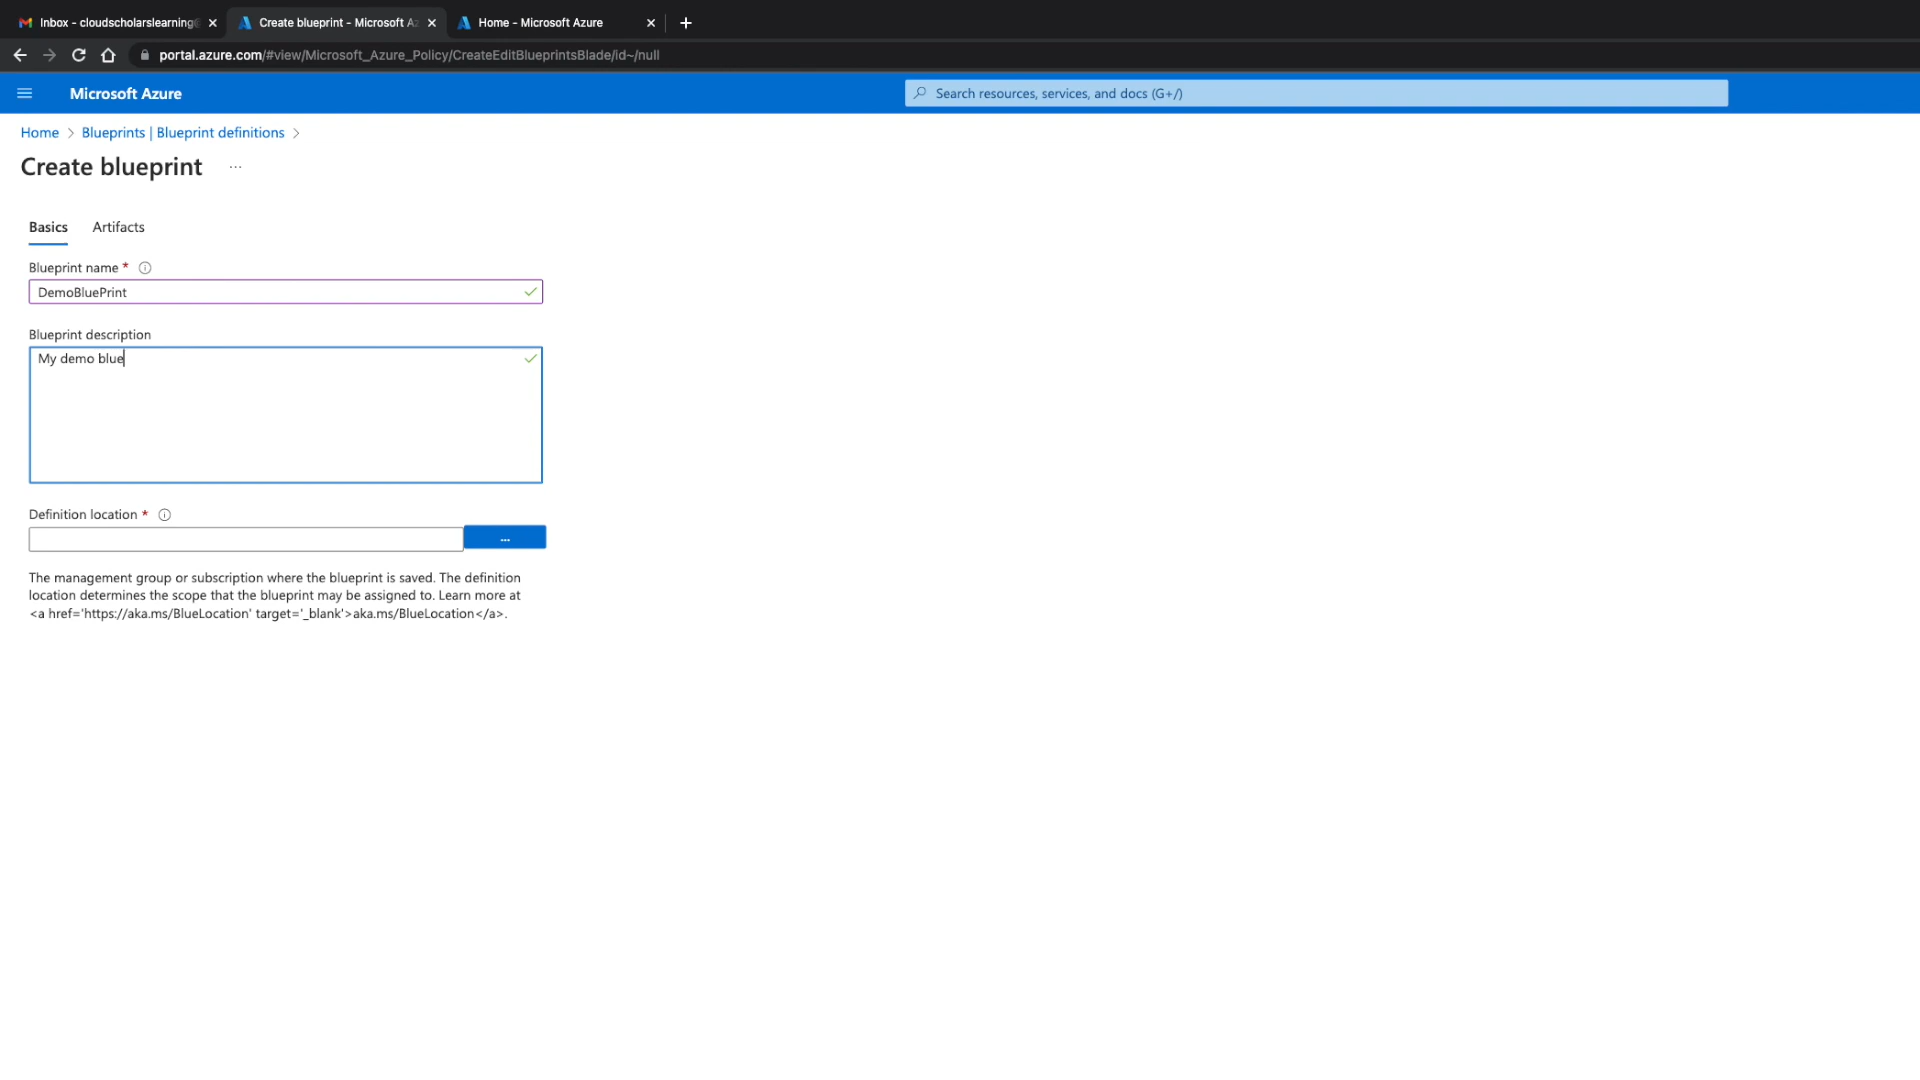 Inbox - cloudscholarslearning@
Create blueprint - Microsoft Az
Home - Microsoft Azure
portal.azure.com/#view/Microsoft_Azure_Policy/CreateEditBlueprintsBlade/id~/null
Microsoft Azure
Search resources, services, and docs (G+/)
Home > Blueprints | Blueprint definitions >
Create blueprint ...
Basics Artifacts
Blueprint name *
DemoBluePrint
Blueprint description
My demo blue
Definition location *
...
The management group or subscription where the blueprint is saved. The definition
location determines the scope that the blueprint may be assigned to. Learn more at
<a href='https://aka.ms/BlueLocation' target='_blank'>aka.ms/BlueLocation</a>.